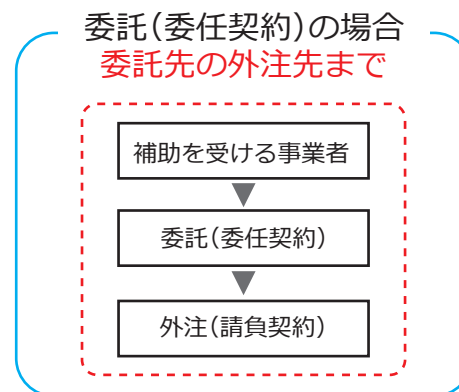 委託（委任契約）の場合
委託先の外注先まで
補助を受ける事業者
委託（委任契約）
外注（請負契約）